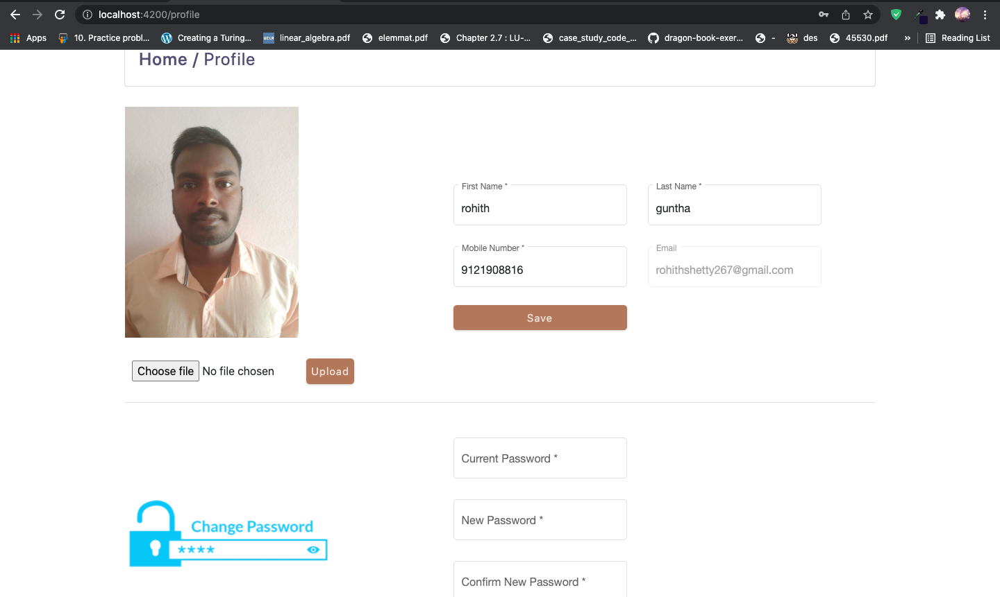 localhost:4200/profile
Apps 10. Practice probl... Creating a Turing... UCLR linear_algebra.pdf elemmat.pdf Chapter 2.7 : LU-... case_study_code_... dragon-book-exer... - des 45530.pdf » Reading List
Home / Profile
First Name * Last Name *
rohith guntha
Mobile Number * Email
9121908816 rohithshetty267@gmail.com
Save
Choose file No file chosen Upload
Current Password *
New Password *
Change Password
****
Confirm New Password *